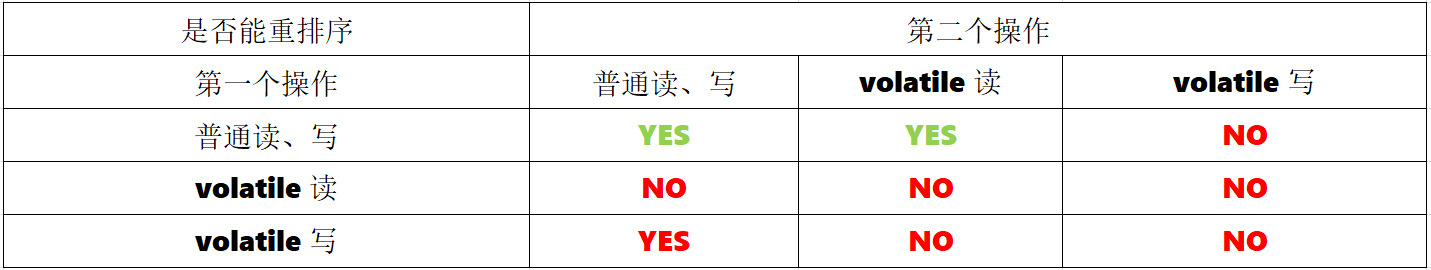 是否能重排序 第二个操作
第一个操作 普通读、写 volatile 读 volatile 写
普通读、写 YES YES NO
volatile 读 NO NO NO
volatile 写 YES NO NO